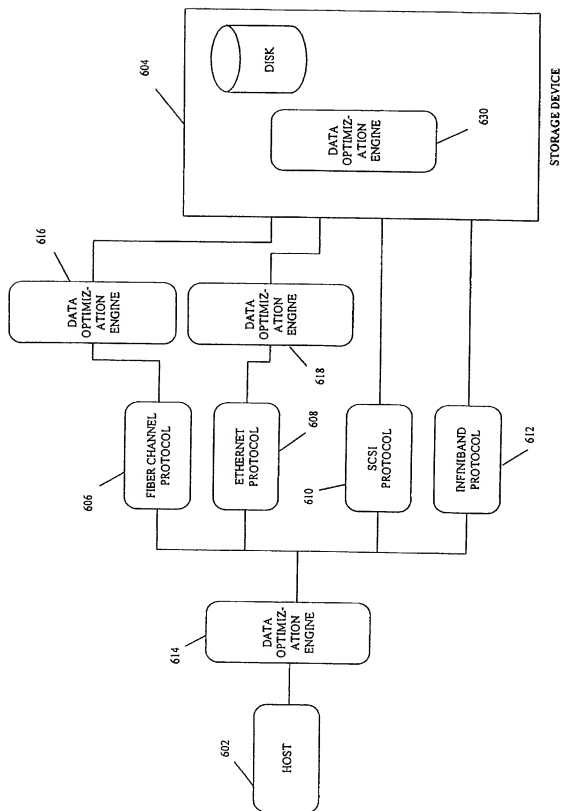 602
HOST
614
DATA
OPTIMIZ-
ATION
ENGINE
606
FIBER CHANNEL
PROTOCOL
608
ETHERNET
PROTOCOL
610
SCSI
PROTOCOL
612
INFINIBAND
PROTOCOL
616
DATA
OPTIMIZ-
ATION
ENGINE
618
DATA
OPTIMIZ-
ATION
ENGINE
604
DISK
DATA
OPTIMIZ-
ATION
ENGINE
630
STORAGE DEVICE